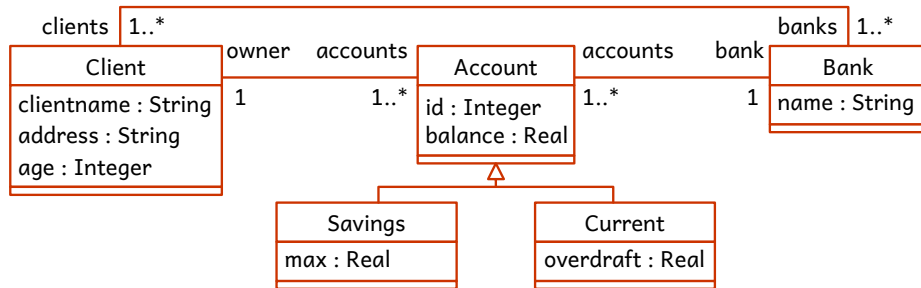 clients 1..* banks 1..*
owner accounts accounts bank
Client Account Bank
1 1..* 1..* 1
clientname : String
address : String
age : Integer
id : Integer
balance : Real
name : String
Savings Current
max : Real overdraft : Real